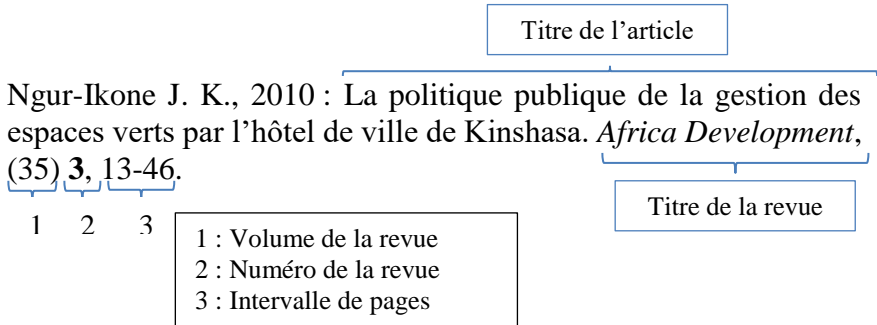 Titre de l’article
Ngur-Ikone J. K., 2010 : La politique publique de la gestion des
espaces verts par l’hôtel de ville de Kinshasa. Africa Development,
(35) 3, 13-46.
Titre de la revue
1 2 3
1 : Volume de la revue
2 : Numéro de la revue
3 : Intervalle de pages